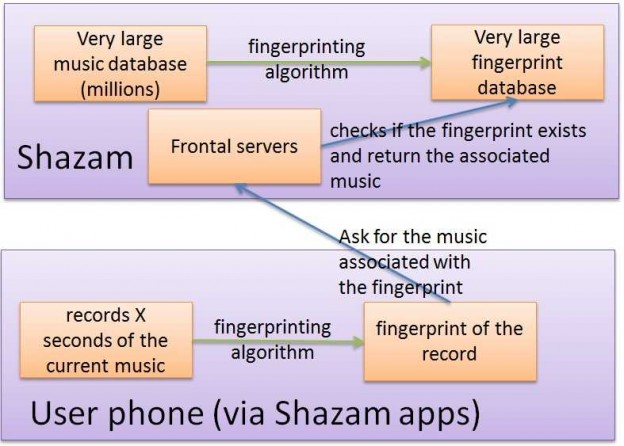 Very large
music database
(millions)
fingerprinting
algorithm
Very large
fingerprint
database
Shazam
Frontal servers
checks if the fingerprint exists
and return the associated
music
Ask for the music
associated with
the fingerprint
records X
seconds of the
current music
fingerprinting
algorithm
fingerprint of the
record
User phone (via Shazam apps)